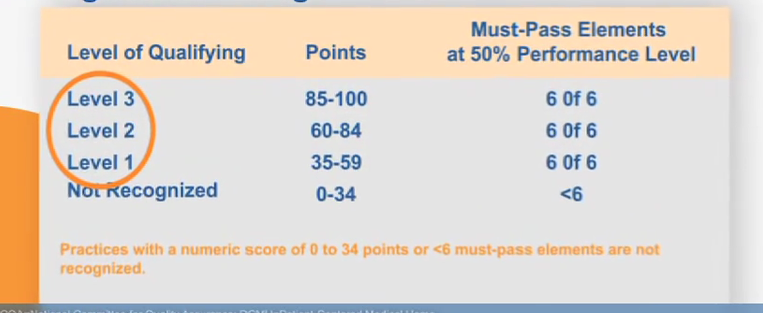 Must-Pass Elements
Level of Qualifying Points at 50% Performance Level
Level 3 85-100 6 0f 6
Level 2 60-84 6 0f 6
Level 1 35-59 6 0f 6
Not Recognized 0-34 <6
Practices with a numeric score of 0 to 34 points or <6 must-pass elements are not
recognized.